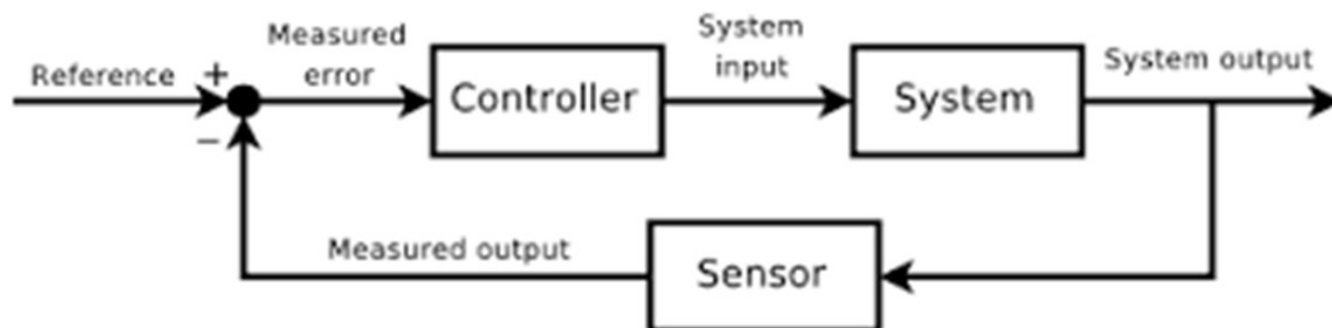 Reference
+
−
Measured
error
Controller
System
input
System
System output
Measured output
Sensor